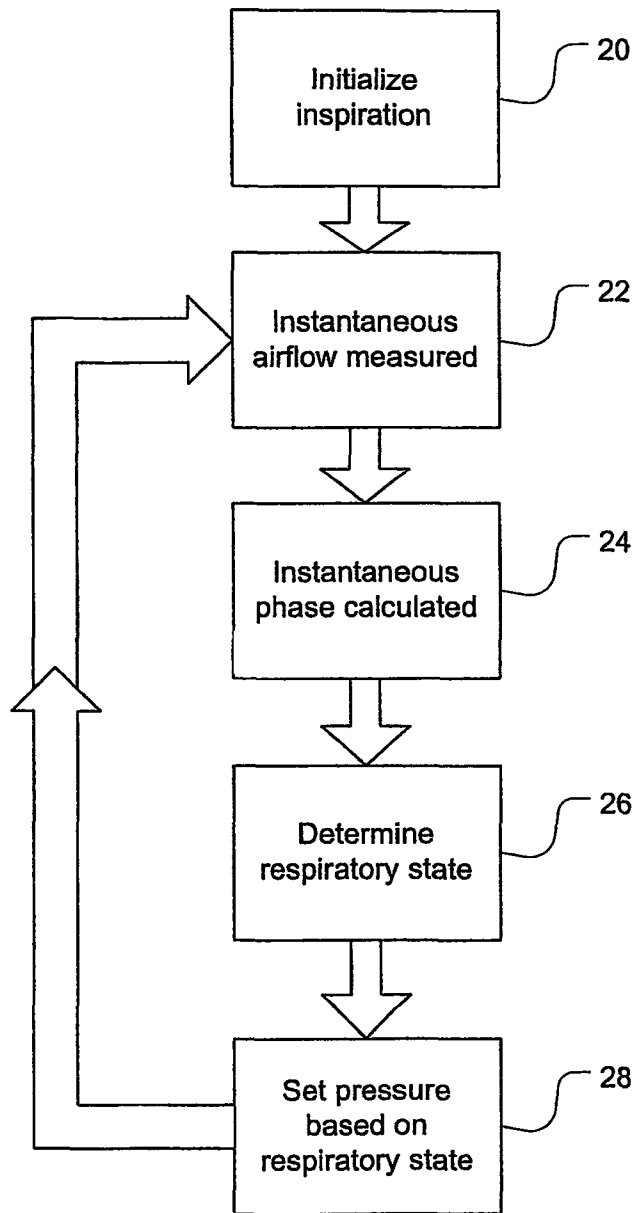 Initialize
inspiration
20
Instantaneous
airflow measured
22
Instantaneous
phase calculated
24
Determine
respiratory state
26
Set pressure
based on
respiratory state
28